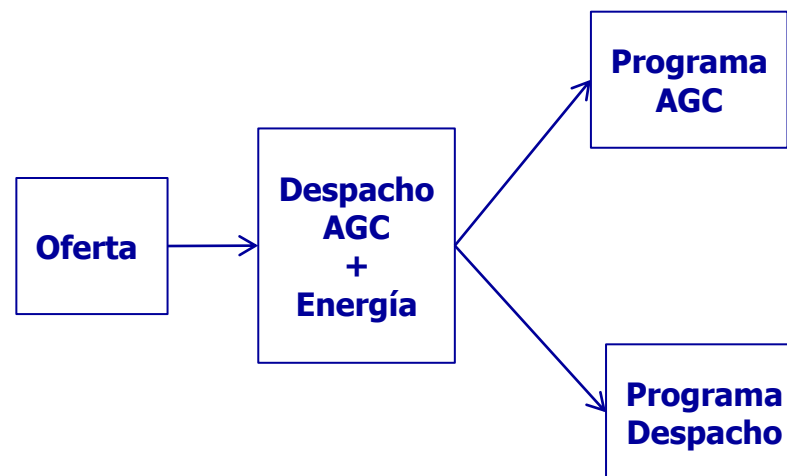 Oferta
Despacho
AGC
+
Energía
Programa
AGC
Programa
Despacho